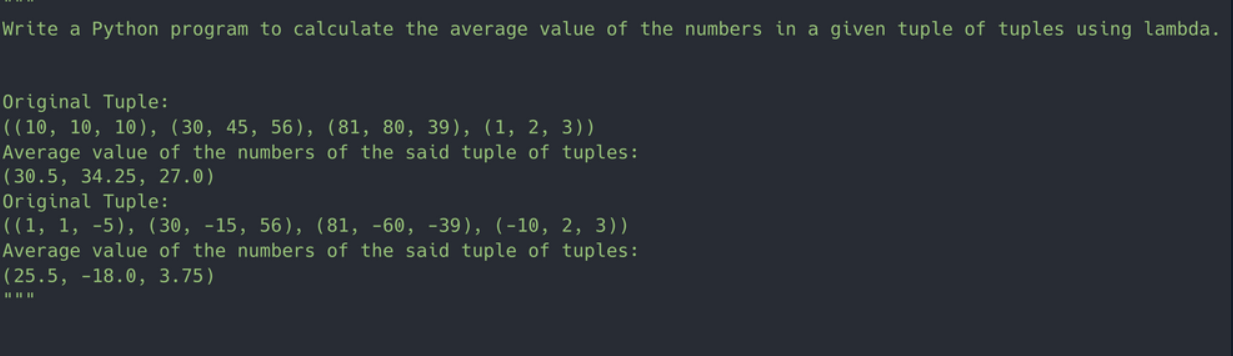 """
Write a Python program to calculate the average value of the numbers in a given tuple of tuples using lambda.
Original Tuple:
((10, 10, 10), (30, 45, 56), (81, 80, 39), (1, 2, 3))
Average value of the numbers of the said tuple of tuples:
(30.5, 34.25, 27.0)
Original Tuple:
((1, 1, -5), (30, -15, 56), (81, -60, -39), (-10, 2, 3))
Average value of the numbers of the said tuple of tuples:
(25.5, -18.0, 3.75)
"""